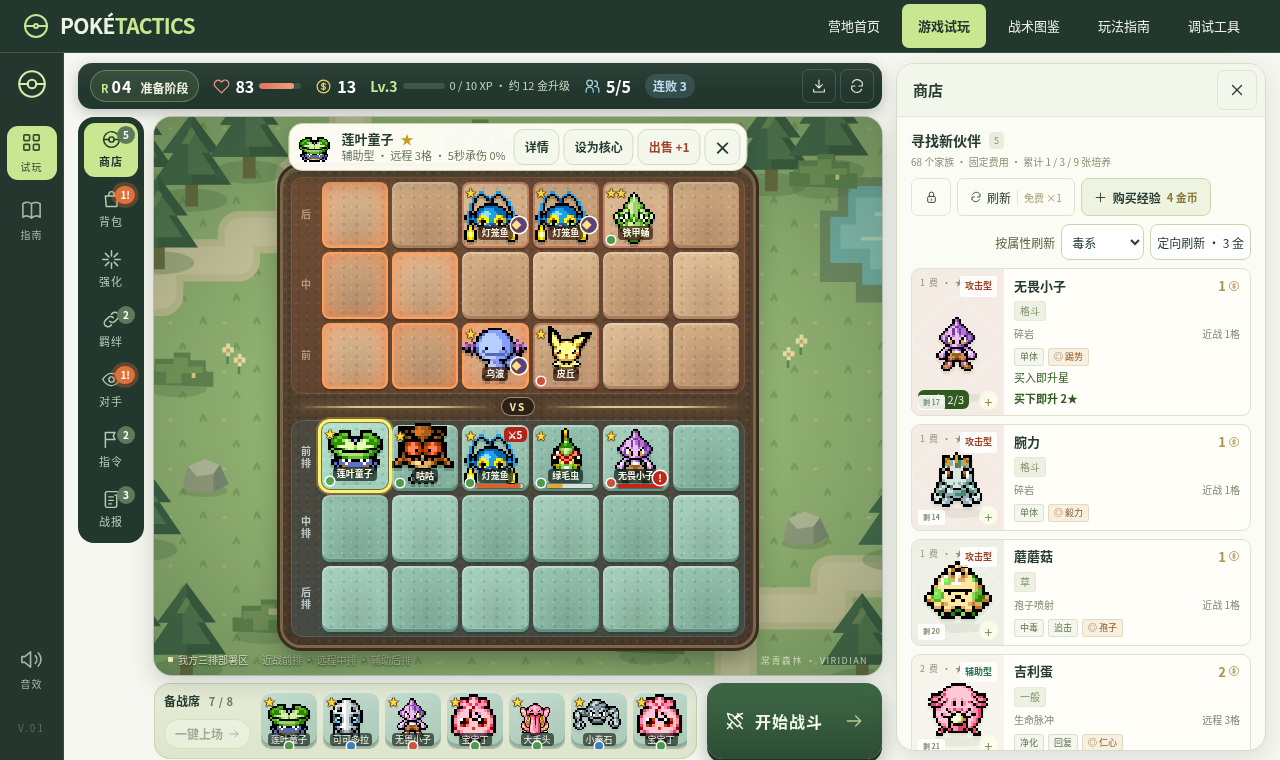 POKÉTACTICS
营地首页
游戏试玩
战术图鉴
玩法指南
调试工具
试玩
指南
音效
V.01
R 04 准备阶段
83
13
Lv.3
0 / 10 XP · 约 12 金升级
5/5
连败 3
商店
5
背包
1!
强化
羁绊
2
对手
1!
指令
2
战报
3
莲叶童子 ★
辅助型 · 远程 3格 · 5秒承伤 0%
详情
设为核心
出售 +1
后
中
前
灯笼鱼
灯笼鱼
铁甲蛹
乌波
皮丘
VS
前排
中排
后排
莲叶童子
咕咕
灯笼鱼
5
绿毛虫
无畏小子
!
我方三排部署区 近战前排 · 远程中排 · 辅助后排
常青森林 · VIRIDIAN
备战席 7 / 8
一键上场 →
莲叶童子
可可多拉
无畏小子
宝宝丁
大舌头
小磁石
宝宝丁
开始战斗 →
商店
寻找新伙伴 5
68 个家族 · 固定费用 · 累计 1 / 3 / 9 张培养
刷新 免费 ×1
+ 购买经验 4 金币
按属性刷新
毒系
定向刷新 · 3 金
1 费 ·
攻击型
无畏小子
1
格斗
碎岩
近战 1格
单体
◎ 踢势
买入即升星
买下即升 2★
剩 17
2/3
+
1 费 ·
攻击型
腕力
1
格斗
碎岩
近战 1格
单体
◎ 毅力
剩 14
+
1 费 ·
攻击型
蘑蘑菇
1
草
孢子喷射
近战 1格
中毒
追击
◎ 孢子
剩 20
+
2 费 ·
辅助型
吉利蛋
2
一般
生命脉冲
远程 3格
净化
回复
◎ 仁心
剩 21
+